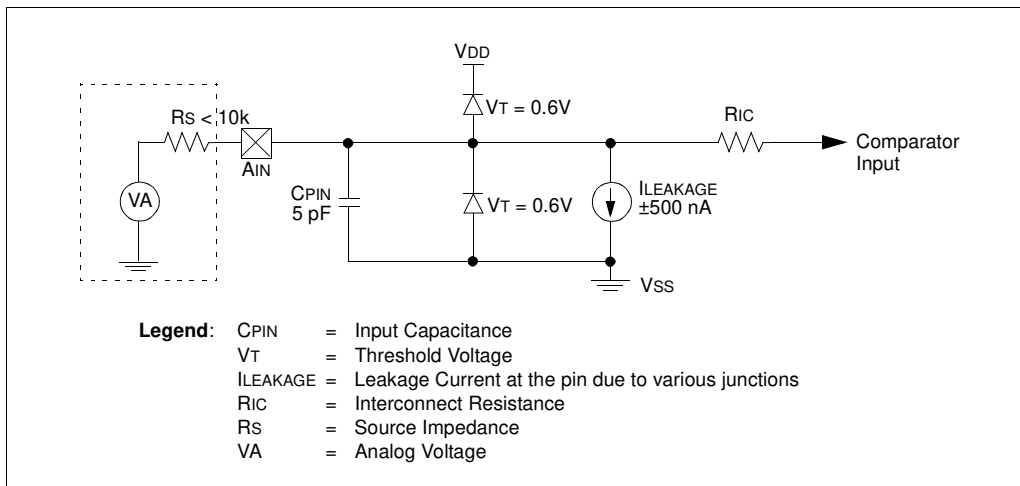 VDD
VT = 0.6V
RS < 10k
RIC
AIN
Comparator
Input
VA
CPIN
5 pF
VT = 0.6V
ILEAKAGE
±500 nA
VSS
Legend: CPIN = Input Capacitance
VT = Threshold Voltage
ILEAKAGE = Leakage Current at the pin due to various junctions
RIC = Interconnect Resistance
RS = Source Impedance
VA = Analog Voltage